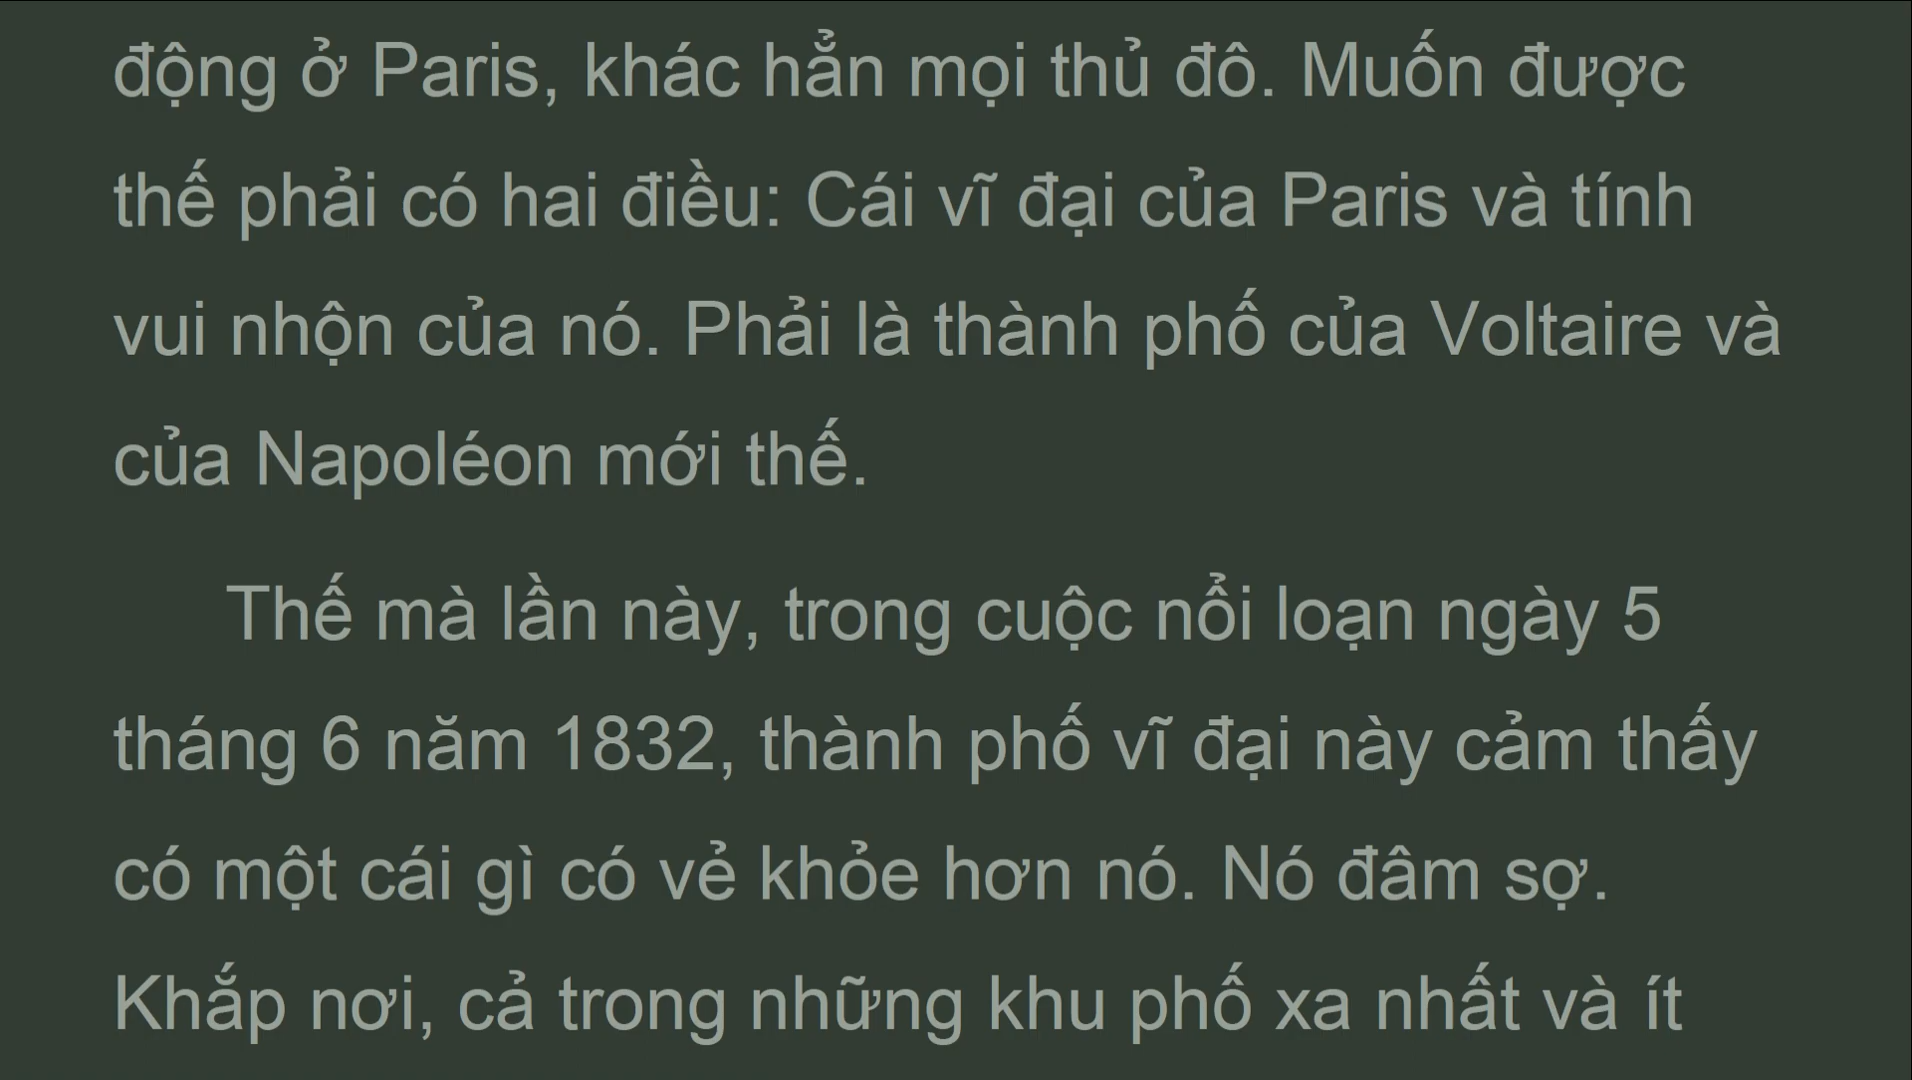 động ở Paris, khác hẳn mọi thủ đô. Muốn được
thế phải có hai điều: Cái vĩ đại của Paris và tính
vui nhộn của nó. Phải là thành phố của Voltaire và
của Napoléon mới thế.
Thế mà lần này, trong cuộc nổi loạn ngày 5
tháng 6 năm 1832, thành phố vĩ đại này cảm thấy
có một cái gì có vẻ khỏe hơn nó. Nó đâm sợ.
Khắp nơi, cả trong những khu phố xa nhất và ít